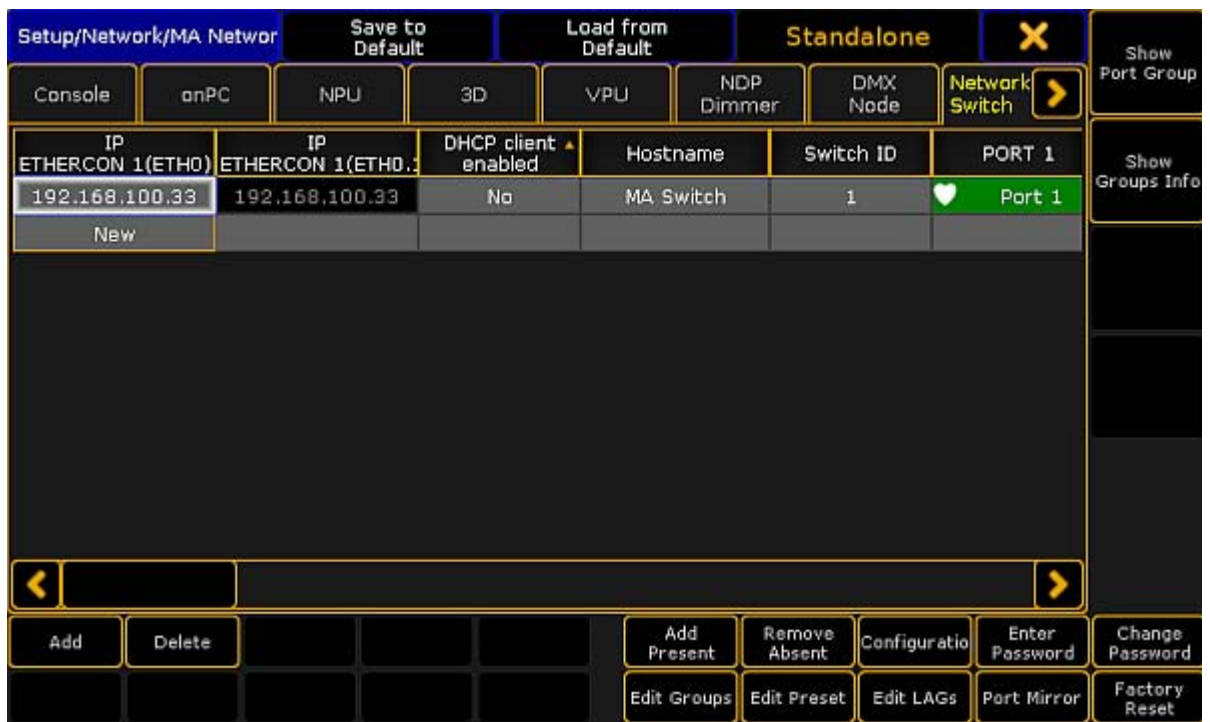 Setup/Network/MA Networ
Save to
Default
Load from
Default
Standalone
Show
Port Group
Console
onPC
NPU
3D
VPU
NDP
Dimmer
DMX
Node
Network
Switch
IP
ETHERCON 1(ETH0)
IP
ETHERCON 1(ETH0.1
DHCP client
enabled
Hostname
Switch ID
PORT 1
Show
Groups Info
192.168.100.33
192.168.100.33
No
MA Switch
1
Port 1
New
Add
Delete
Add
Present
Remove
Absent
Configuratio
Enter
Password
Change
Password
Edit Groups
Edit Preset
Edit LAGs
Port Mirror
Factory
Reset